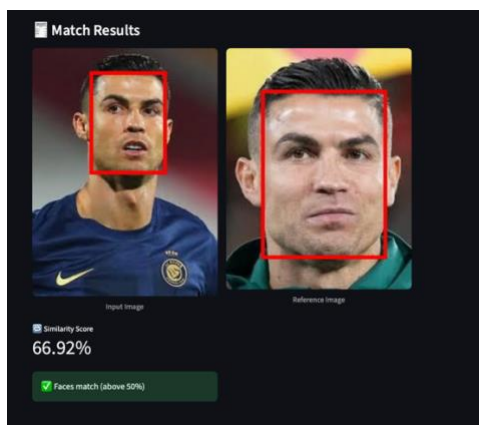 Match Results
Input Image
Reference Image
Similarity Score
66.92%
Faces match (above 50%)